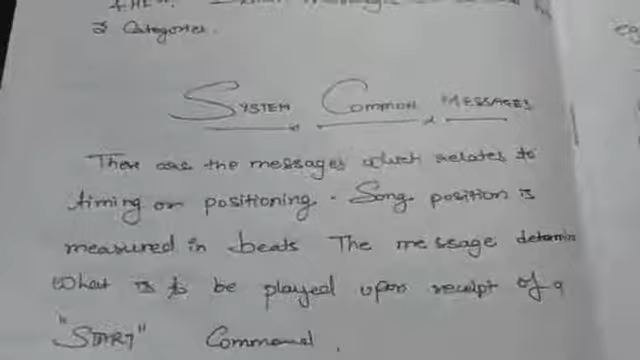 2 Categories.
eg
SYSTEM COMMON MESSAGES
These are the messages which relates to
timing or positioning. Song position is
measured in beats The message determin
What is to be played upon receipt of a
"START" Command.